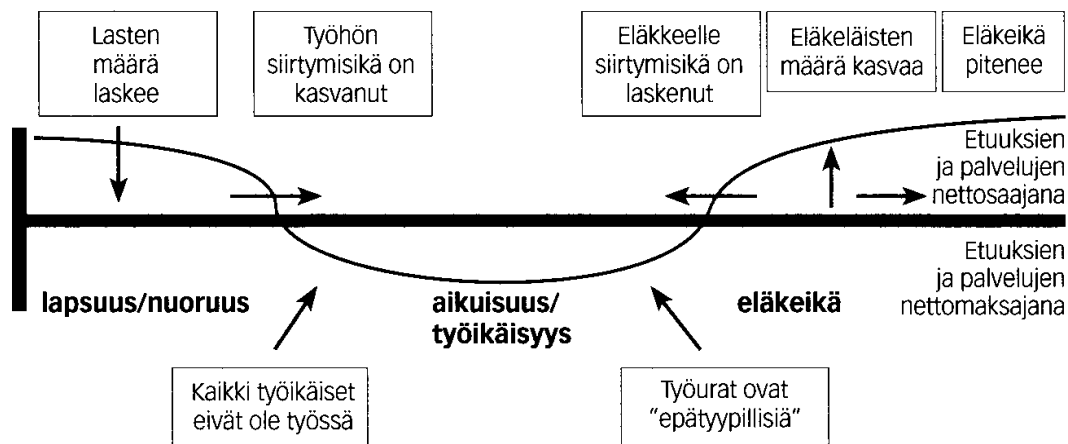 Lasten
määrä
laskee
Työhön
siirtymisikä on
kasvanut
Eläkkeelle
siirtymisikä on
laskenut
Eläkeläisten
määrä kasvaa
Eläkeikä
pitenee
Etuuksien
ja palvelujen
nettosaajana
Etuuksien
ja palvelujen
nettomaksajana
lapsuus/nuoruus
aikuisuus/
työikäisyys
eläkeikä
Kaikki työikäiset
eivät ole työssä
Työurat ovat
”epätyypillisiä”